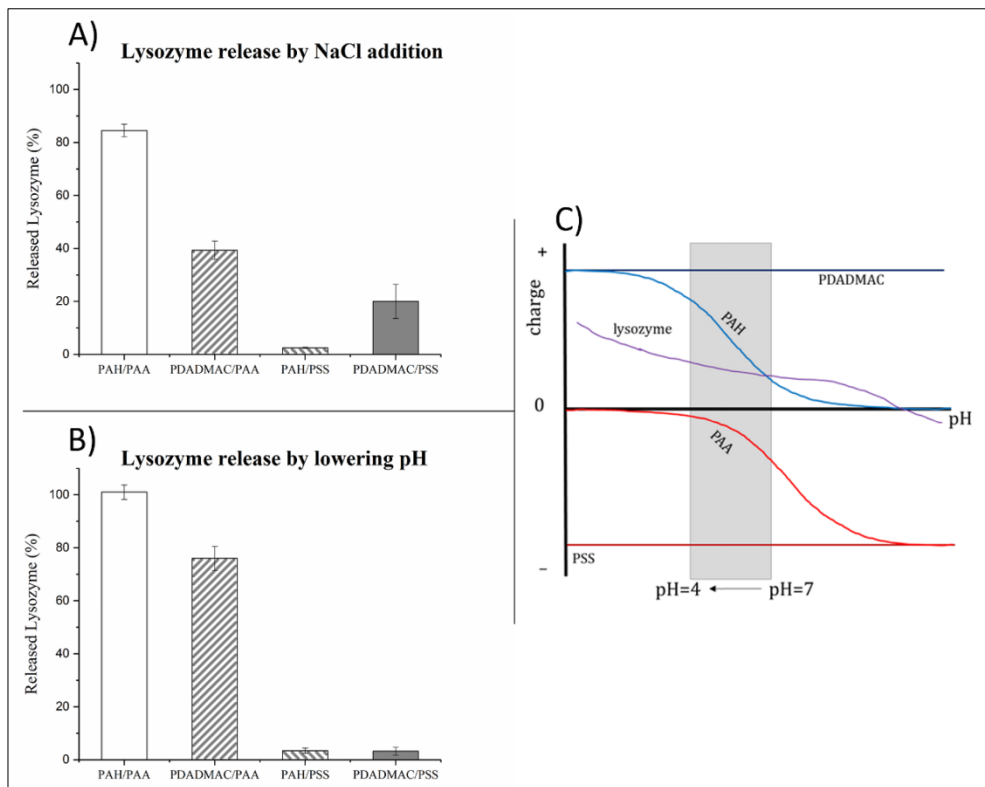 A)
Lysozyme release by NaCl addition
Released Lysozyme (%)
100
80
60
40
20
0
PAH/PAA PDADMAC/PAA PAH/PSS PDADMAC/PSS
B)
Lysozyme release by lowering pH
Released Lysozyme (%)
100
80
60
40
20
0
PAH/PAA PDADMAC/PAA PAH/PSS PDADMAC/PSS
C)
+
charge
0
−
PDADMAC
lysozyme
PAH
pH
PAA
PSS
pH=4 ← pH=7